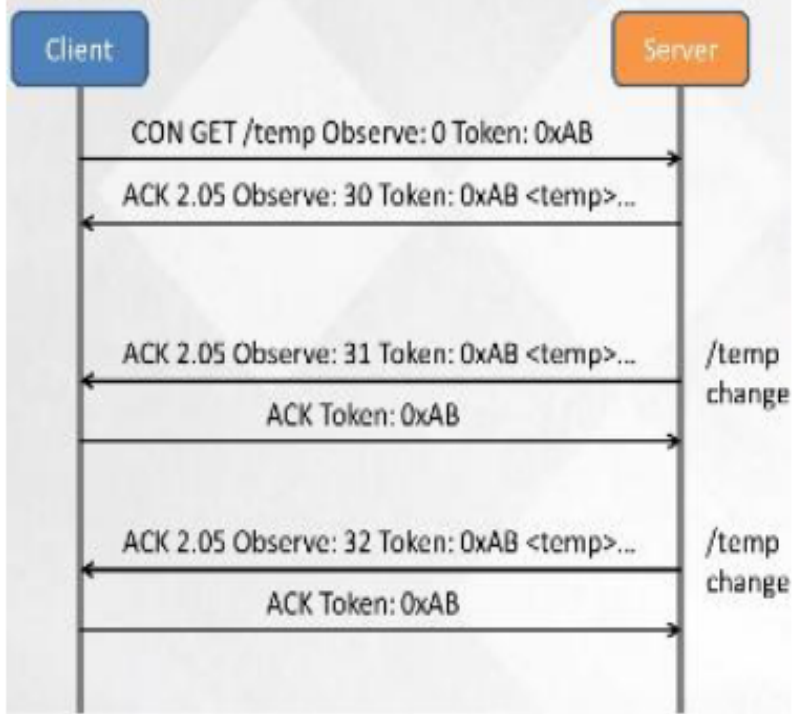 Client
Server
CON GET /temp Observe: 0 Token: 0xAB
ACK 2.05 Observe: 30 Token: 0xAB <temp>...
ACK 2.05 Observe: 31 Token: 0xAB <temp>...
/temp
change
ACK Token: 0xAB
ACK 2.05 Observe: 32 Token: 0xAB <temp>...
/temp
change
ACK Token: 0xAB